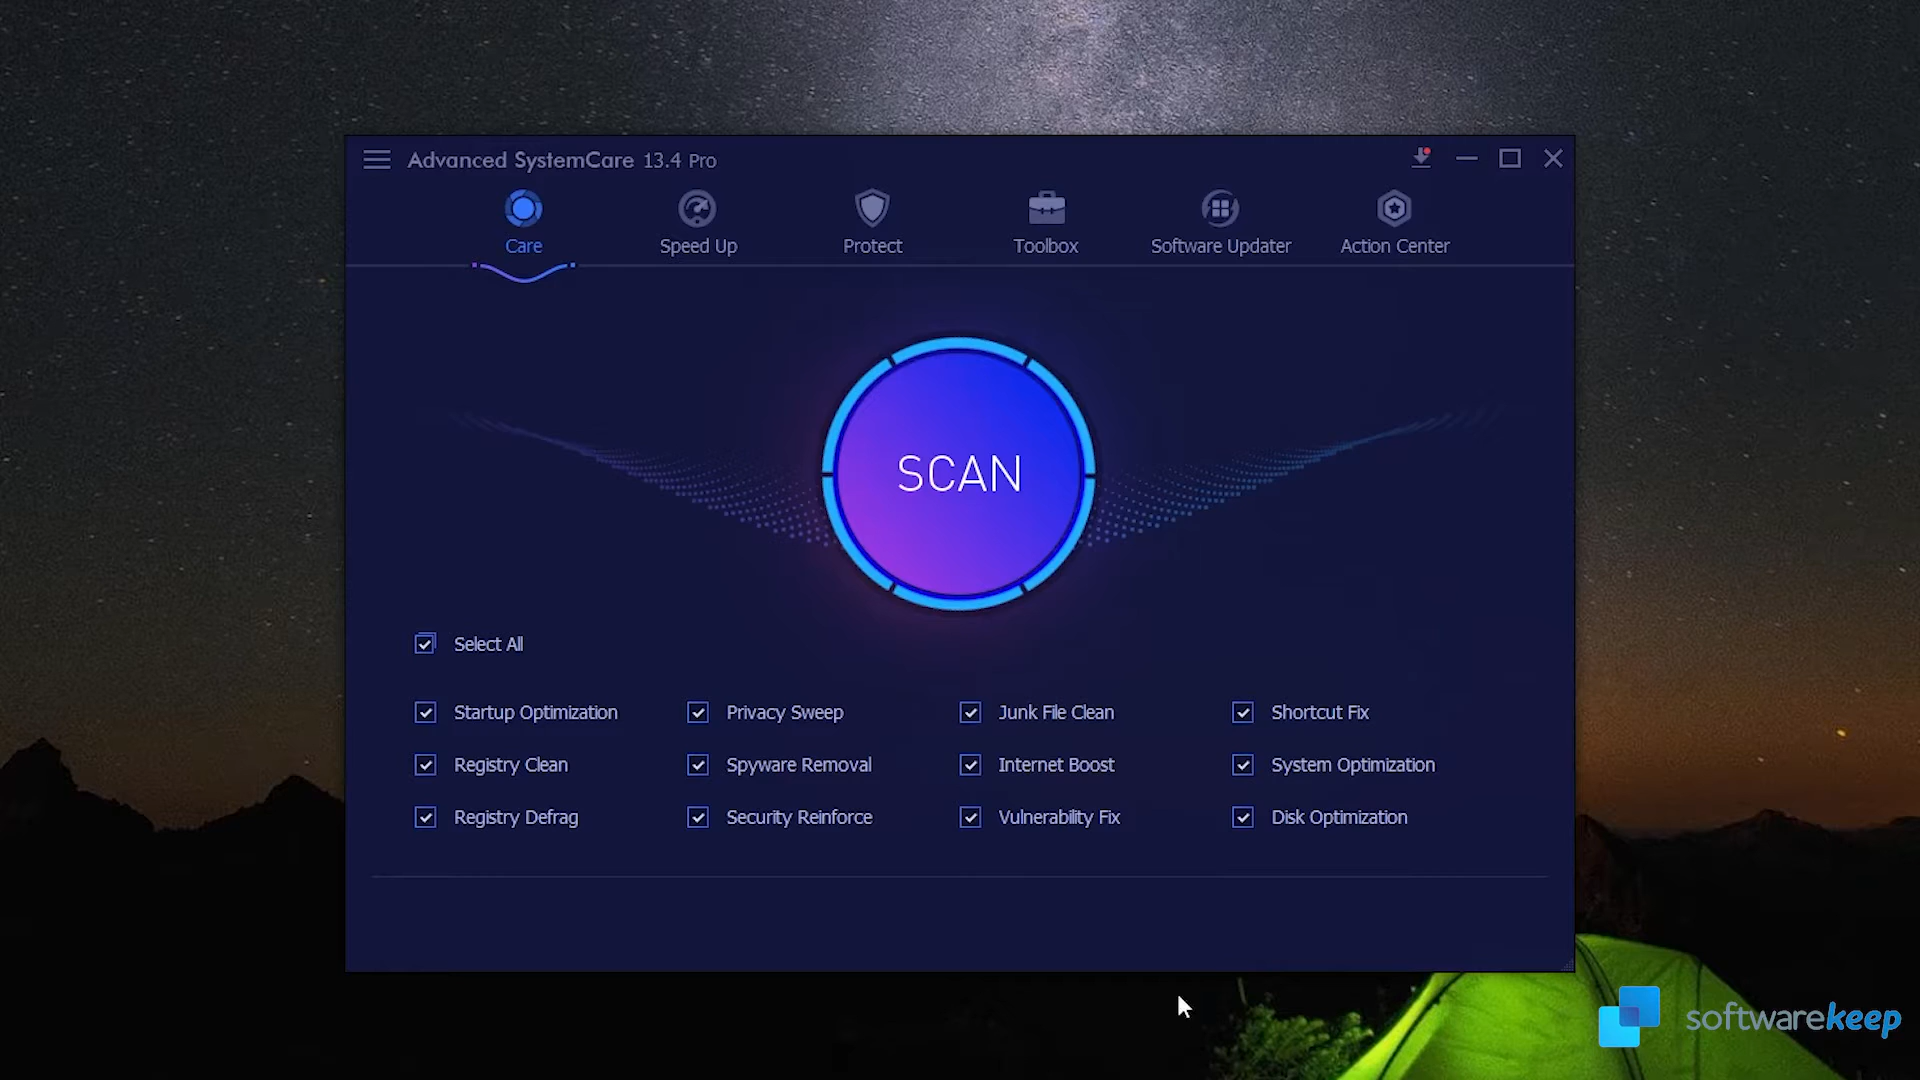 Advanced SystemCare 13.4 Pro
Care Speed Up Protect Toolbox Software Updater Action Center
SCAN
Select All
Startup Optimization Privacy Sweep Junk File Clean Shortcut Fix
Registry Clean Spyware Removal Internet Boost System Optimization
Registry Defrag Security Reinforce Vulnerability Fix Disk Optimization
softwarekeep